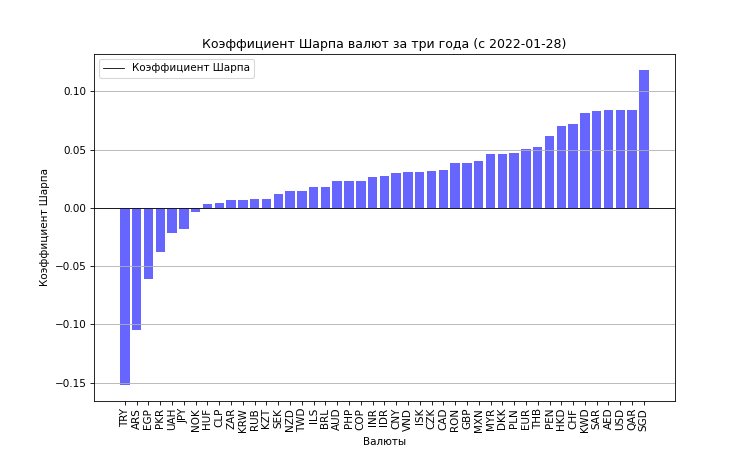 Коэффициент Шарпа валют за три года (с 2022-01-28)
Коэффициент Шарпа
Коэффициент Шарпа
0.10
0.05
0.00
−0.05
−0.10
−0.15
TRY ARS EGP PKR UAH JPY NOK HUF CLP ZAR KRW RUB KZT SEK NZD TWD ILS BRL AUD PHP COP INR IDR CNY VND ISK CZK CAD RON GBP MXN MYR DKK PLN EUR THB PEN HKD CHF KWD SAR AED USD QAR SGD
Валюты